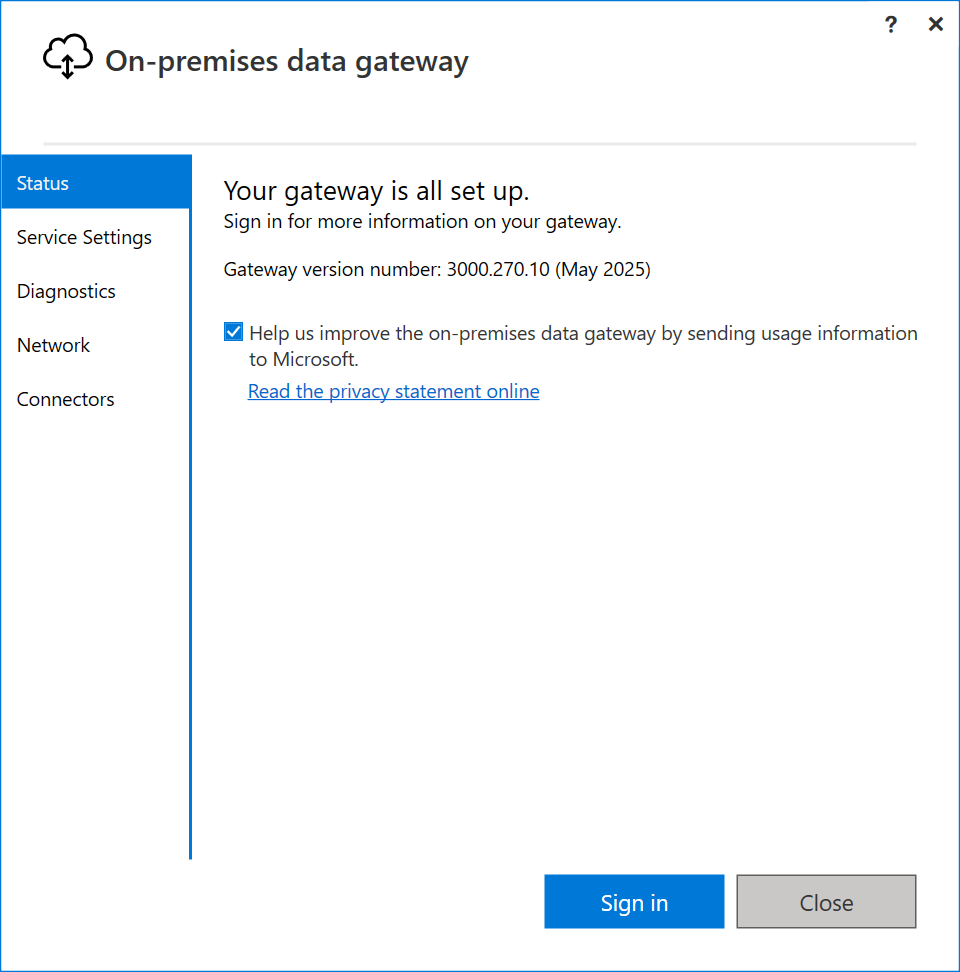 ?
On-premises data gateway
Status
Service Settings
Diagnostics
Network
Connectors
Your gateway is all set up.
Sign in for more information on your gateway.
Gateway version number: 3000.270.10 (May 2025)
Help us improve the on-premises data gateway by sending usage information
to Microsoft.
Read the privacy statement online
Sign in
Close